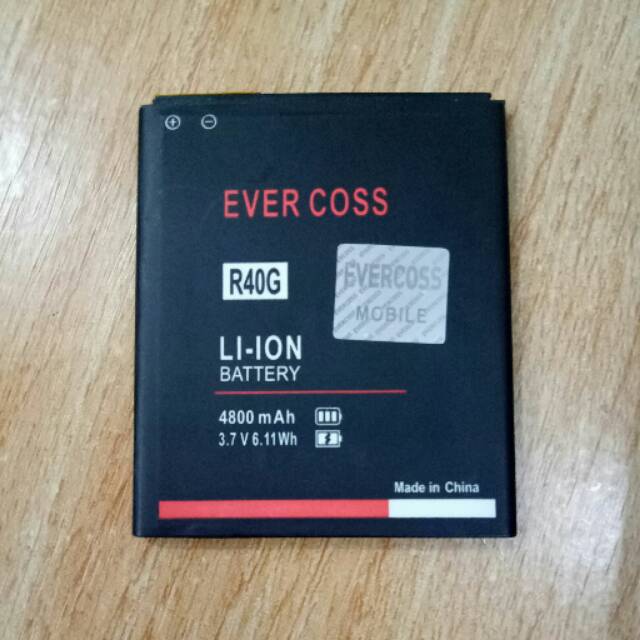 EVER COSS
R40G
EVERCOSS
MOBILE
LI-ION
BATTERY
4800 mAh
3.7 V 6.11Wh
Made in China